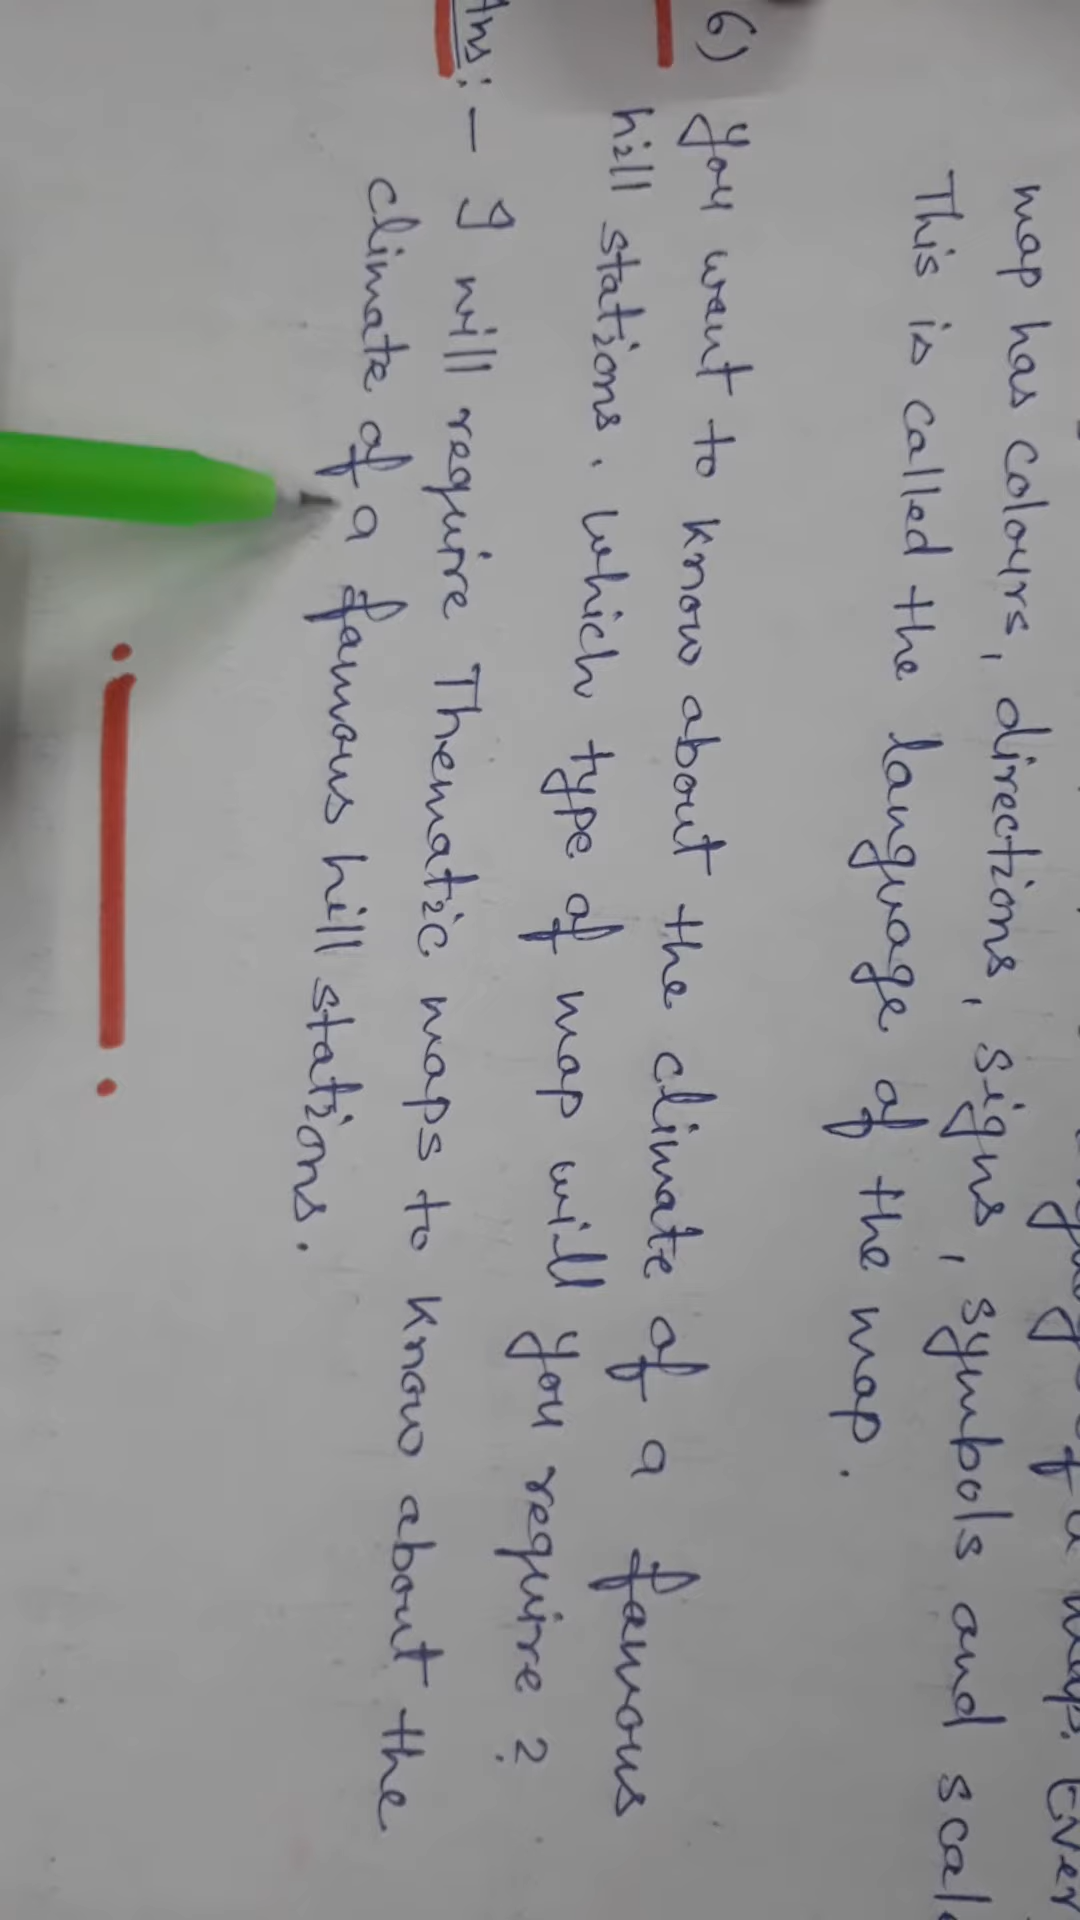 map. Ever
map has colours, directions, signs, symbols and scale
This is called the language of the map.
6) You want to know about the climate of a famous
hill stations. Which type of map will you require?
Ans:- I will require Thematic maps to know about the
climate of a famous hill stations.